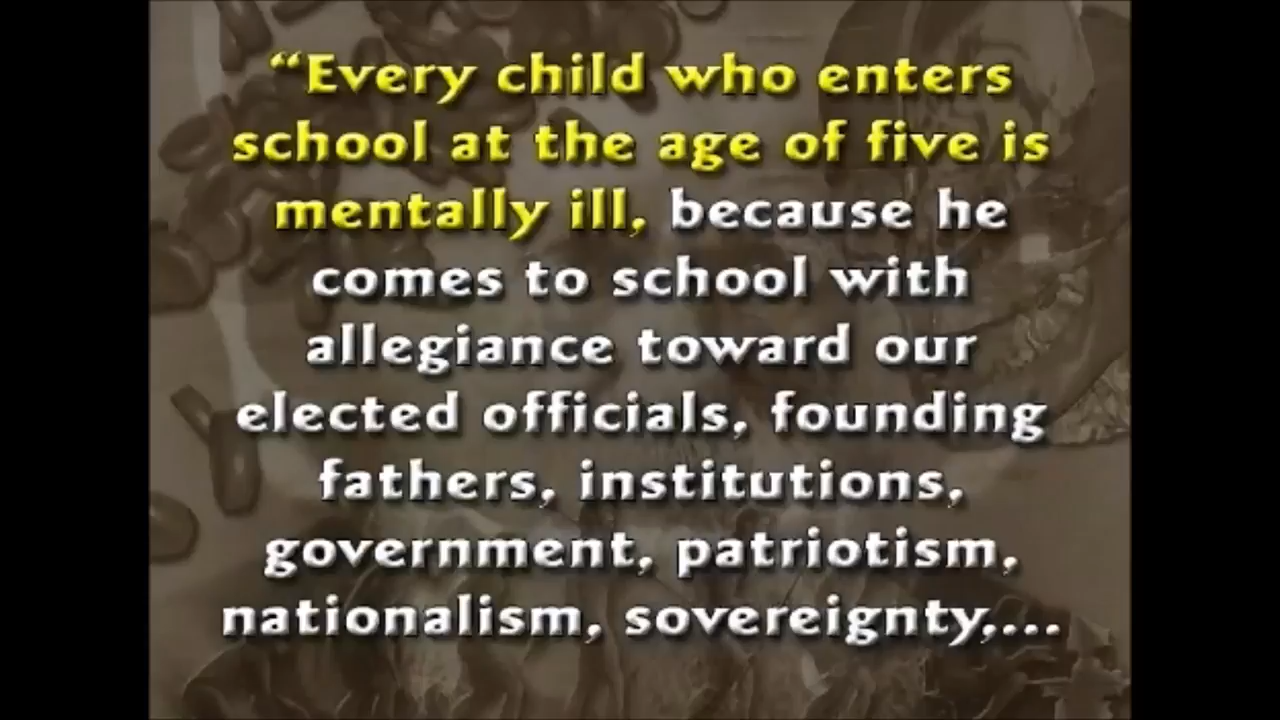 “Every child who enters
school at the age of five is
mentally ill, because he
comes to school with
allegiance toward our
elected officials, founding
fathers, institutions,
government, patriotism,
nationalism, sovereignty,...